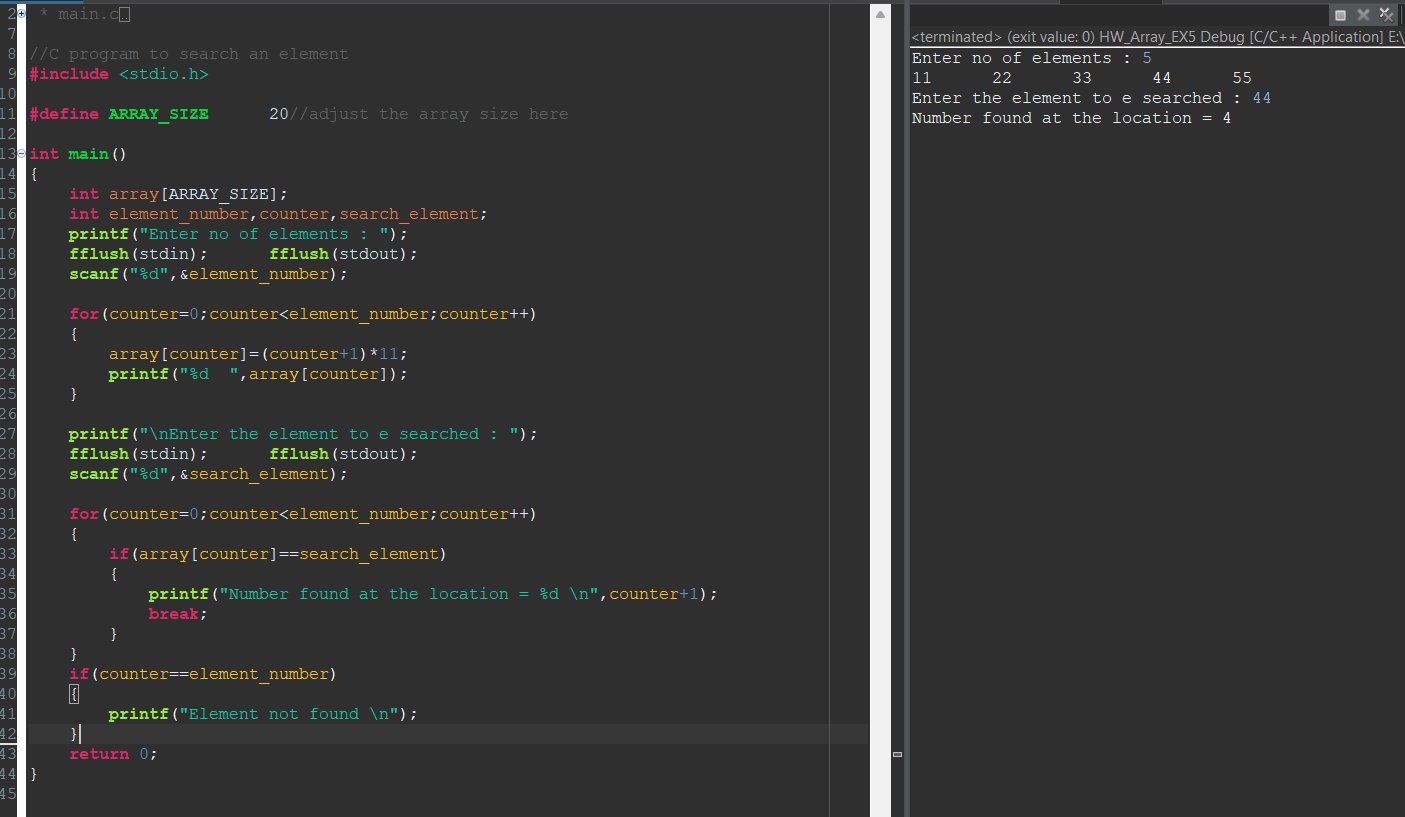 2 * main.c
7
8 //C program to search an element
9 #include <stdio.h>
10
11 #define ARRAY_SIZE      20//adjust the array size here
12
13 int main()
14 {
15     int array[ARRAY_SIZE];
16     int element_number,counter,search_element;
17     printf("Enter no of elements : ");
18     fflush(stdin);      fflush(stdout);
19     scanf("%d",&element_number);
20
21     for(counter=0;counter<element_number;counter++)
22     {
23         array[counter]=(counter+1)*11;
24         printf("%d  ",array[counter]);
25     }
26
27     printf("\nEnter the element to e searched : ");
28     fflush(stdin);      fflush(stdout);
29     scanf("%d",&search_element);
30
31     for(counter=0;counter<element_number;counter++)
32     {
33         if(array[counter]==search_element)
34         {
35             printf("Number found at the location = %d \n",counter+1);
36             break;
37         }
38     }
39     if(counter==element_number)
40     {
41         printf("Element not found \n");
42     }
43     return 0;
44 }
45
<terminated> (exit value: 0) HW_Array_EX5 Debug [C/C++ Application] E:\
Enter no of elements : 5
11      22      33      44      55
Enter the element to e searched : 44
Number found at the location = 4